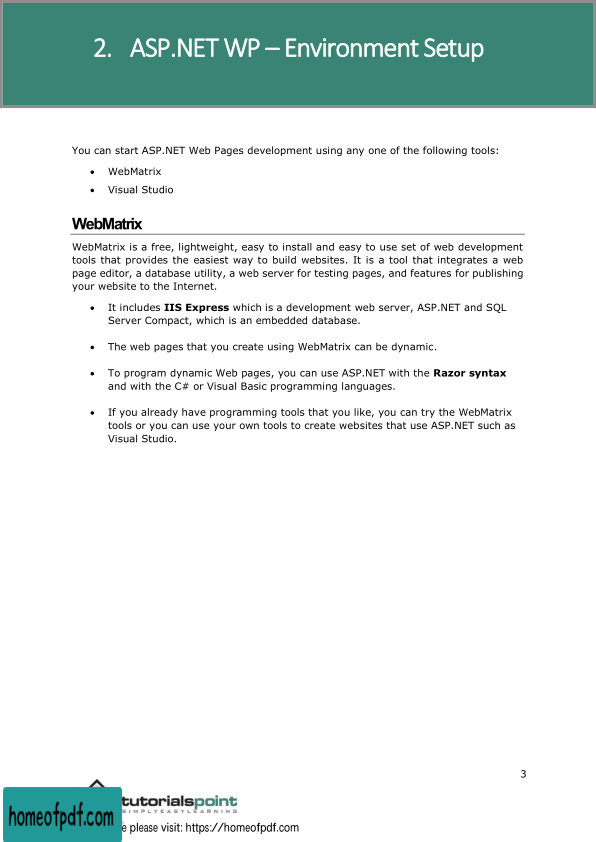 2. ASP.NET WP – Environment Setup
You can start ASP.NET Web Pages development using any one of the following tools:
• WebMatrix
• Visual Studio
WebMatrix
WebMatrix is a free, lightweight, easy to install and easy to use set of web development
tools that provides the easiest way to build websites. It is a tool that integrates a web
page editor, a database utility, a web server for testing pages, and features for publishing
your website to the Internet.
• It includes IIS Express which is a development web server, ASP.NET and SQL
Server Compact, which is an embedded database.
• The web pages that you create using WebMatrix can be dynamic.
• To program dynamic Web pages, you can use ASP.NET with the Razor syntax
and with the C# or Visual Basic programming languages.
• If you already have programming tools that you like, you can try the WebMatrix
tools or you can use your own tools to create websites that use ASP.NET such as
Visual Studio.
3
tutorialspoint
SIMPLYEASYLEARNING
homeofpdf.com
e please visit: https://homeofpdf.com